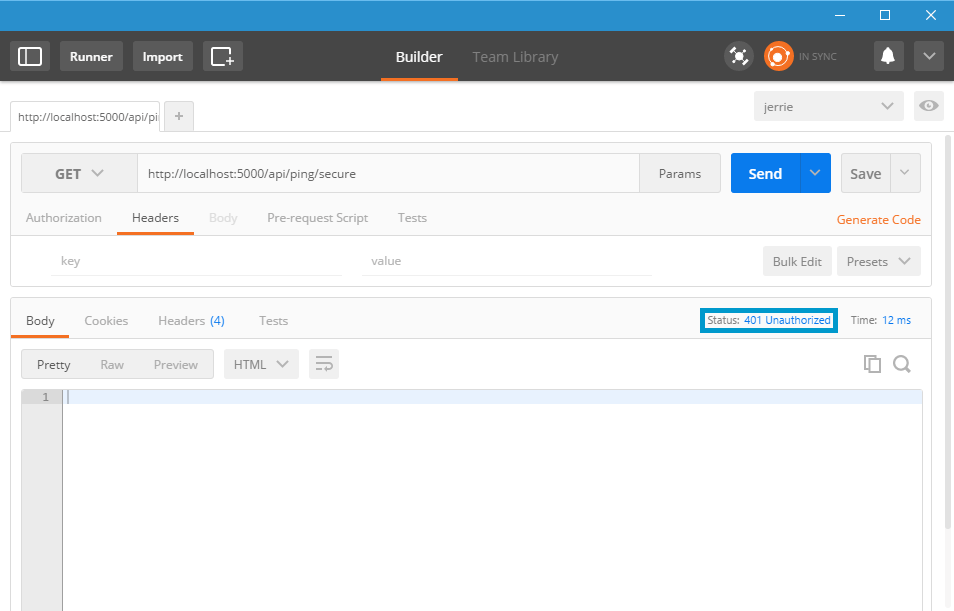 Runner
Import
Builder
Team Library
IN SYNC
http://localhost:5000/api/pi
+
jerrie
GET
http://localhost:5000/api/ping/secure
Params
Send
Save
Authorization
Headers
Body
Pre-request Script
Tests
Generate Code
key
value
Bulk Edit
Presets
Body
Cookies
Headers (4)
Tests
Status: 401 Unauthorized
Time: 12 ms
Pretty
Raw
Preview
HTML
1